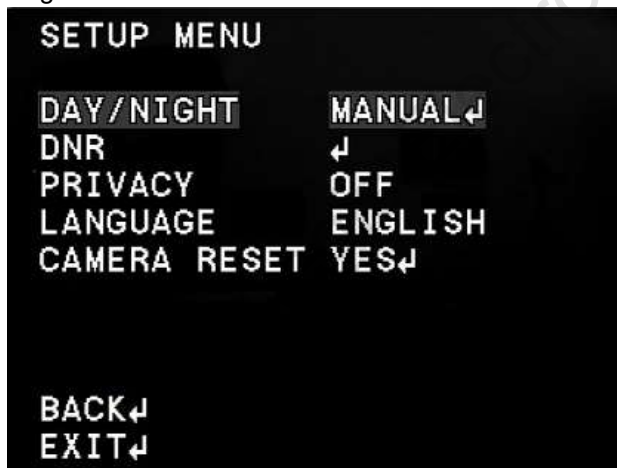 SETUP MENU
DAY/NIGHT MANUAL↲
DNR ↲
PRIVACY OFF
LANGUAGE ENGLISH
CAMERA RESET YES↲
BACK↲
EXIT↲